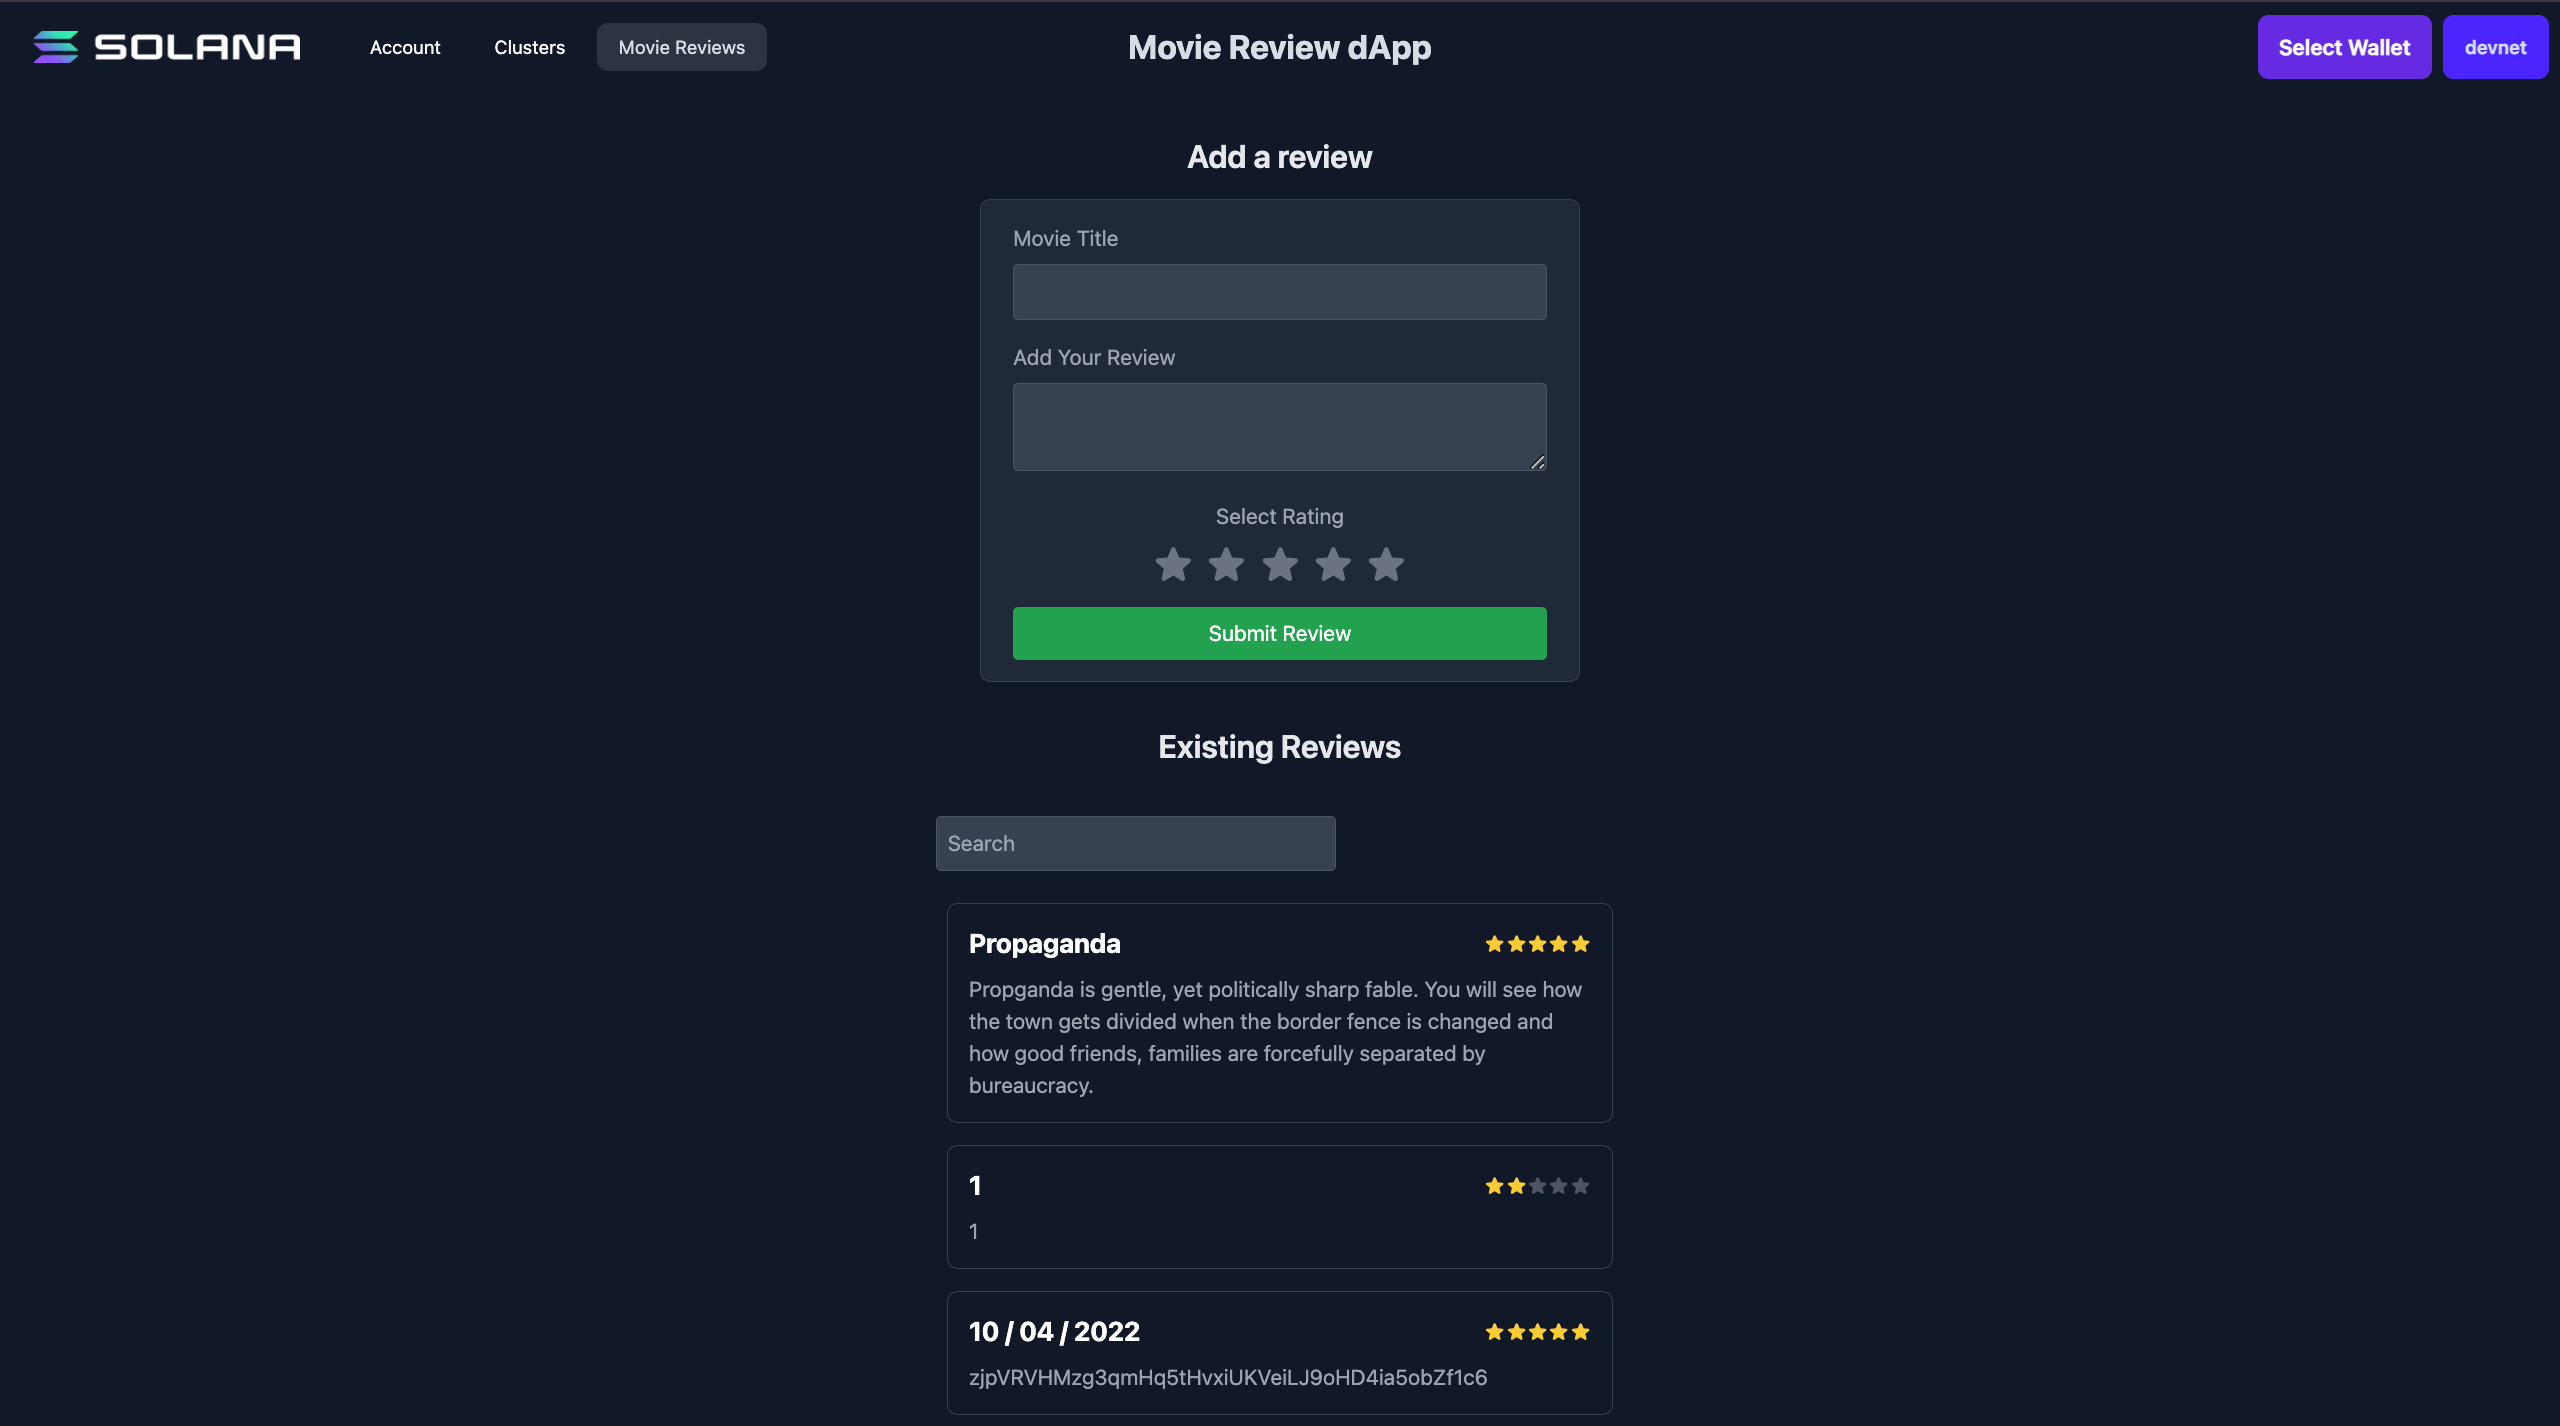 SOLANA
Account
Clusters
Movie Reviews
Movie Review dApp
Select Wallet
devnet
Add a review
Movie Title
Add Your Review
Select Rating
Submit Review
Existing Reviews
Search
Propaganda
Propganda is gentle, yet politically sharp fable. You will see how
the town gets divided when the border fence is changed and
how good friends, families are forcefully separated by
bureaucracy.
1
1
10 / 04 / 2022
zjpVRVHMzg3qmHq5tHvxiUKVeiLJ9oHD4ia5obZf1c6